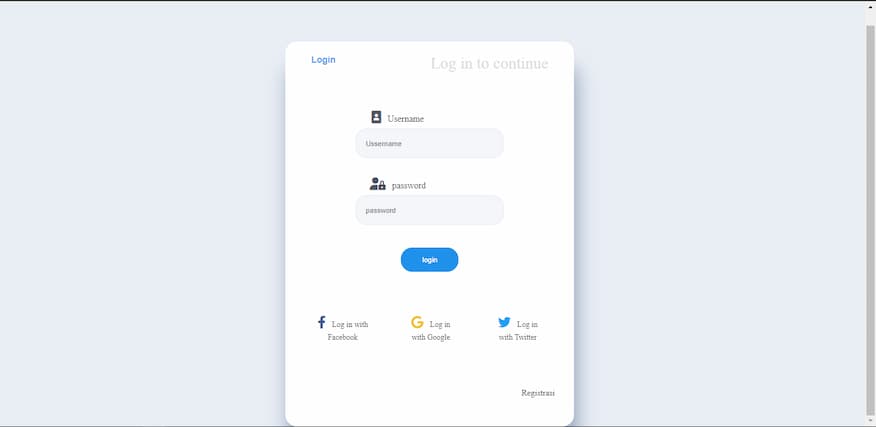 Login
Log in to continue
Username
Ussername
password
password
login
Log in with
Facebook
Log in
with Google
Log in
with Twitter
Registrasi